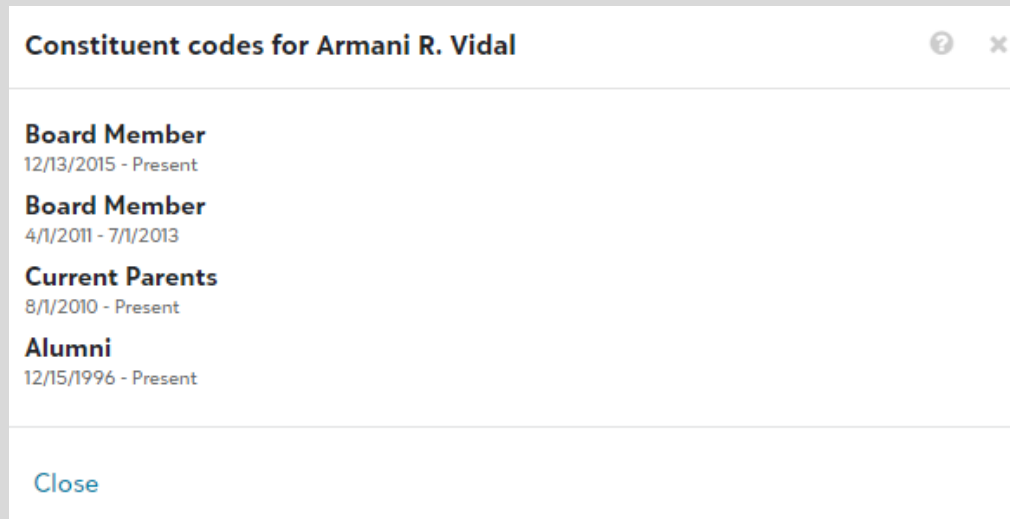 Constituent codes for Armani R. Vidal
Board Member
12/13/2015 - Present
Board Member
4/1/2011 - 7/1/2013
Current Parents
8/1/2010 - Present
Alumni
12/15/1996 - Present
Close